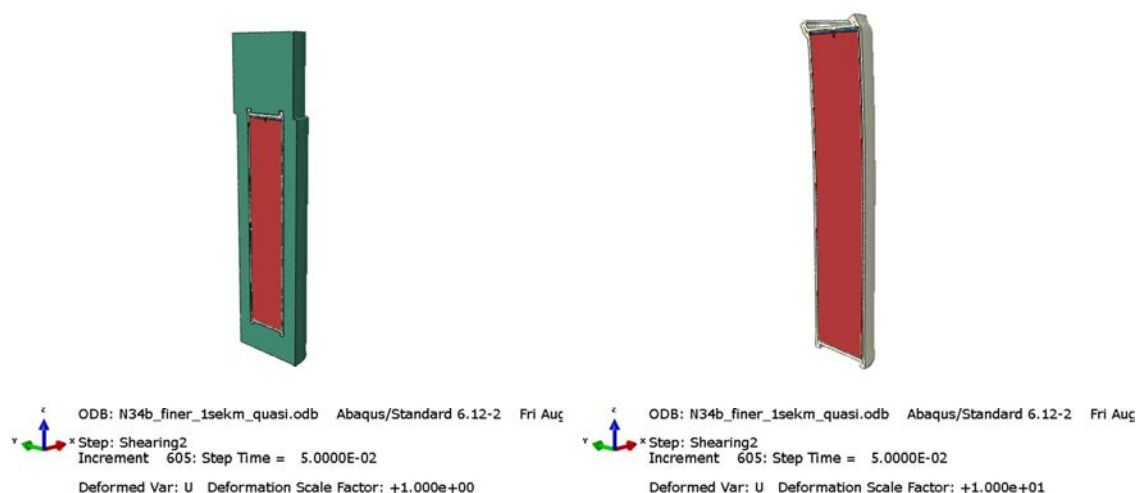 Z
Y
X
ODB: N34b_finer_1sekm_quasi.odb Abaqus/Standard 6.12-2 Fri Aug
Step: Shearing2
Increment 605: Step Time = 5.0000E-02
Deformed Var: U Deformation Scale Factor: +1.000e+00
Z
Y
X
ODB: N34b_finer_1sekm_quasi.odb Abaqus/Standard 6.12-2 Fri Aug
Step: Shearing2
Increment 605: Step Time = 5.0000E-02
Deformed Var: U Deformation Scale Factor: +1.000e+01